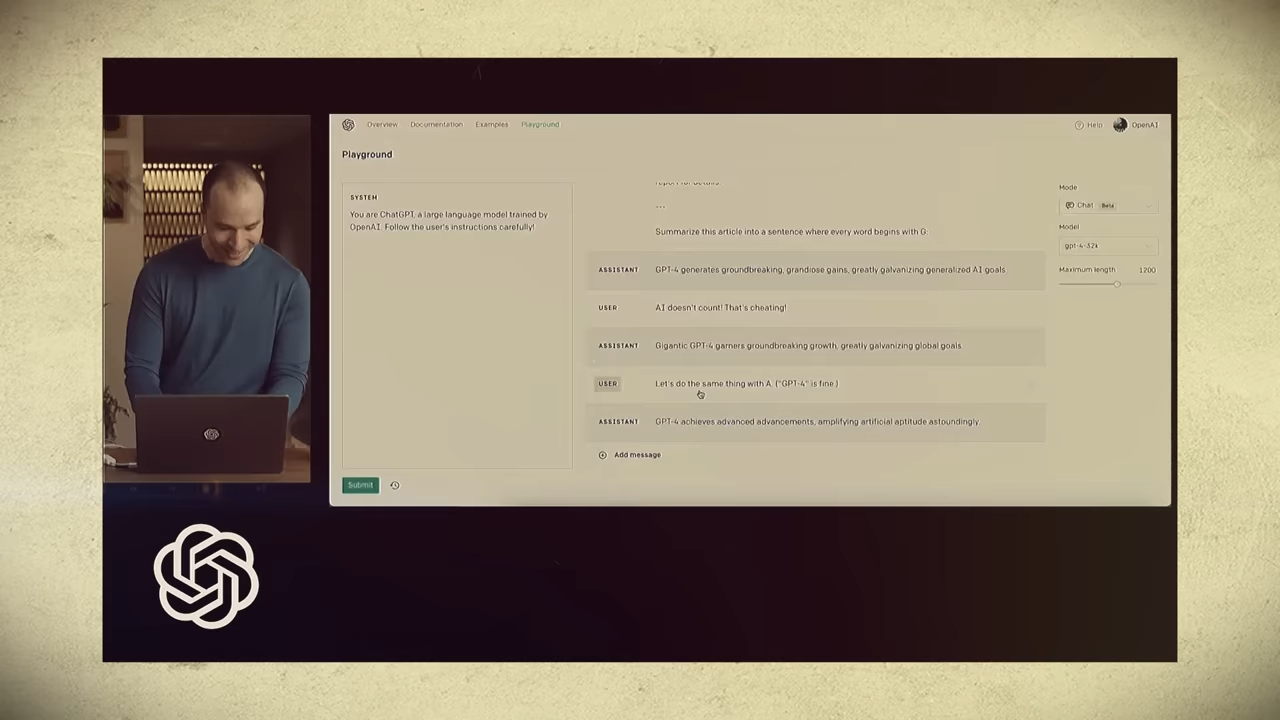 Overview Documentation Examples Playground
Help OpenAI
Playground
SYSTEM
You are ChatGPT, a large language model trained by
OpenAI. Follow the user's instructions carefully!
report for details.
---
Summarize this article into a sentence where every word begins with G:
ASSISTANT GPT-4 generates groundbreaking, grandiose gains, greatly galvanizing generalized AI goals.
USER AI doesn't count! That's cheating!
ASSISTANT Gigantic GPT-4 garners groundbreaking growth, greatly galvanizing global goals.
USER Let's do the same thing with A. ("GPT-4" is fine.)
ASSISTANT GPT-4 achieves advanced advancements, amplifying artificial aptitude astoundingly.
Add message
Submit
Mode
Chat Beta
Model
gpt-4-32k
Maximum length 1200